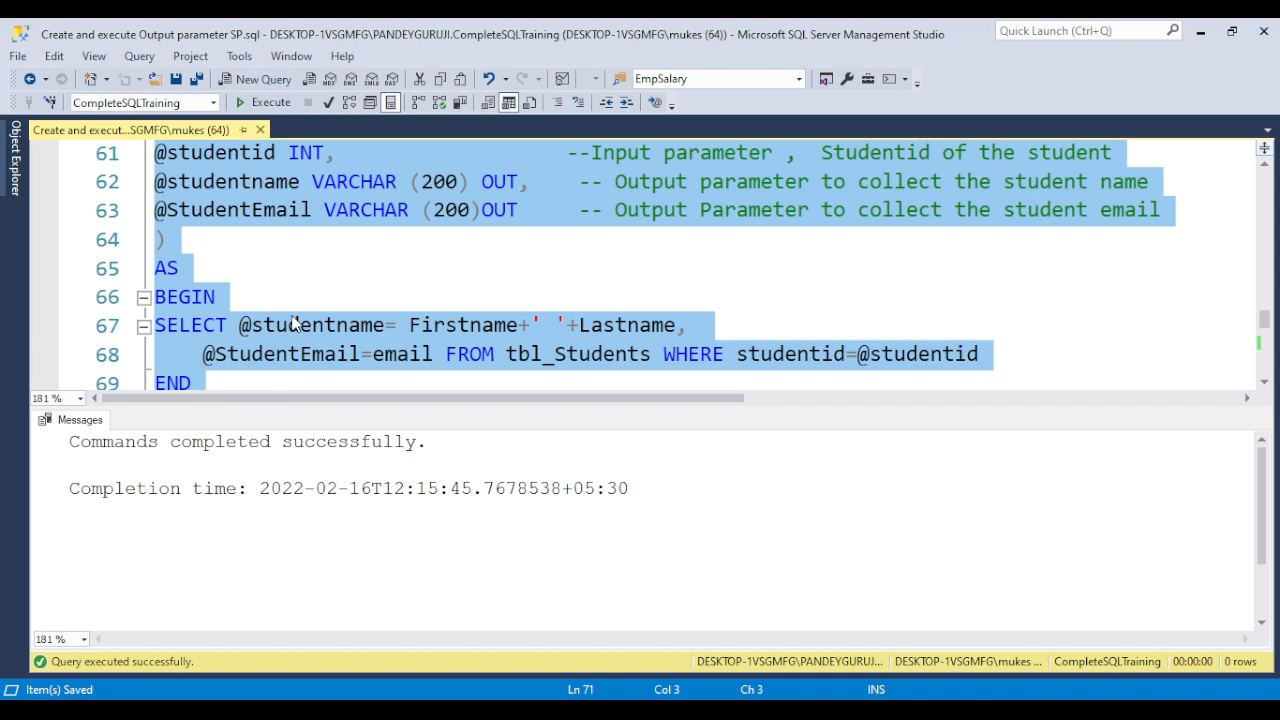 Create and execute Output parameter SP.sql - DESKTOP-1VSGMFG\PANDEYGURUJI.CompleteSQLTraining (DESKTOP-1VSGMFG\mukes (64)) - Microsoft SQL Server Management Studio
Quick Launch (Ctrl+Q)
File Edit View Query Project Tools Window Help
New Query
EmpSalary
CompleteSQLTraining
Execute
Object Explorer
Create and execut...SGMFG\mukes (64))
61 @studentid INT, --Input parameter , Studentid of the student
62 @studentname VARCHAR (200) OUT, -- Output parameter to collect the student name
63 @StudentEmail VARCHAR (200)OUT -- Output Parameter to collect the student email
64 )
65 AS
66 BEGIN
67 SELECT @studentname= Firstname+' '+Lastname,
68 @StudentEmail=email FROM tbl_Students WHERE studentid=@studentid
69 END
181 %
Messages
Commands completed successfully.
Completion time: 2022-02-16T12:15:45.7678538+05:30
181 %
Query executed successfully.
DESKTOP-1VSGMFG\PANDEYGURUJ... DESKTOP-1VSGMFG\mukes ... CompleteSQLTraining 00:00:00 0 rows
Item(s) Saved
Ln 71 Col 3 Ch 3 INS